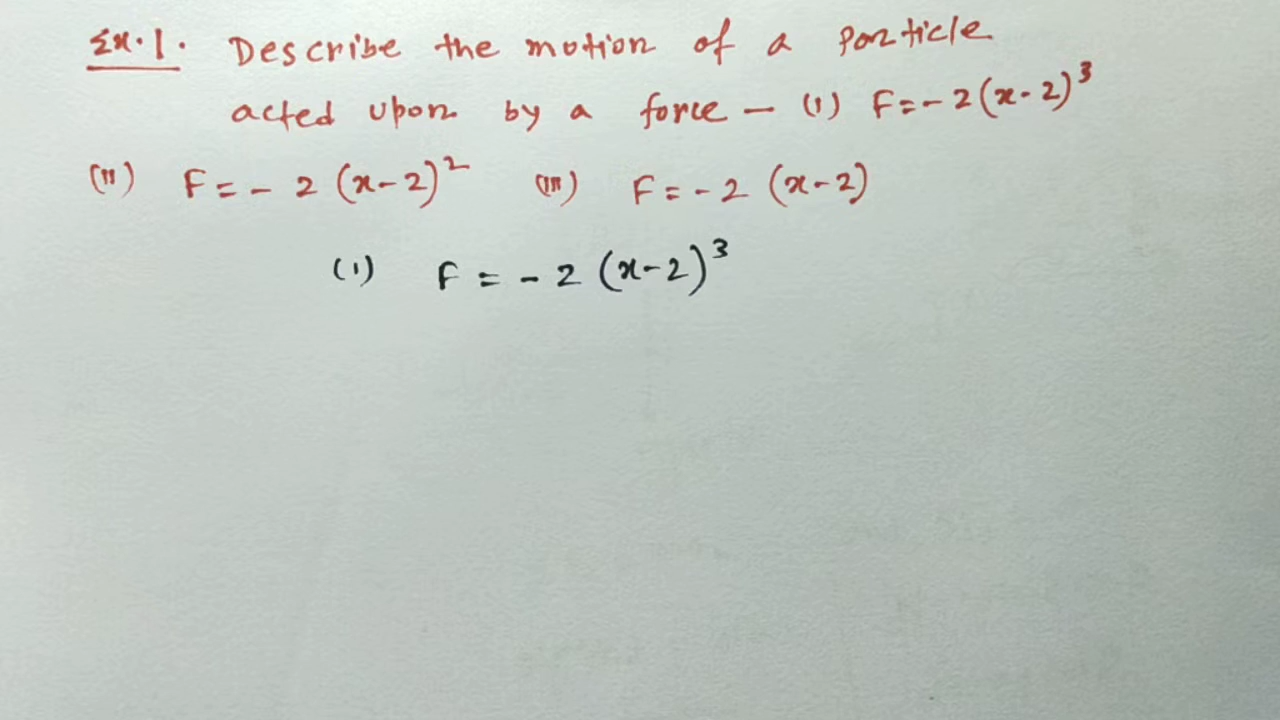 Ex.1. Describe the motion of a particle
acted upon by a force – (i) F = - 2(x-2)³
(ii) F = - 2 (x-2)² (iii) F = - 2 (x-2)
(i) F = - 2 (x-2)³